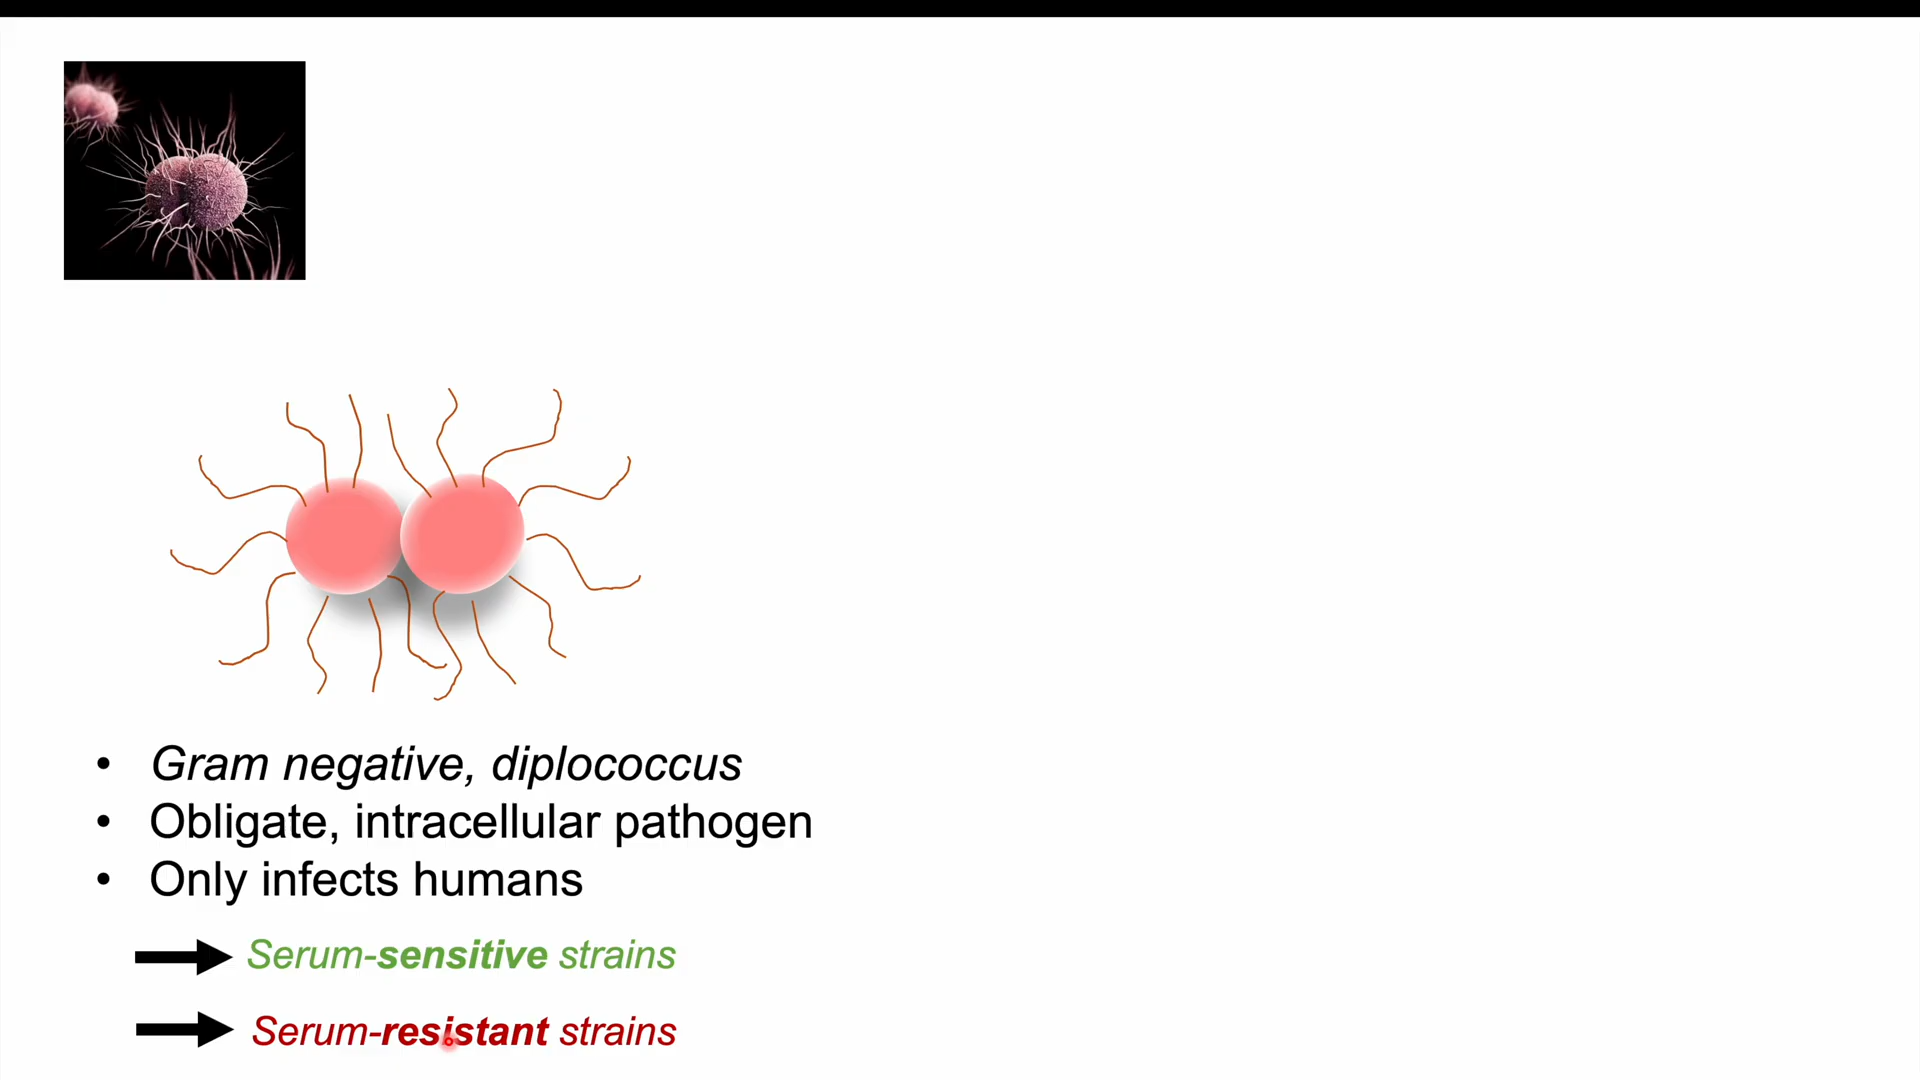 • Gram negative, diplococcus
• Obligate, intracellular pathogen
• Only infects humans
Serum-sensitive strains
Serum-resistant strains